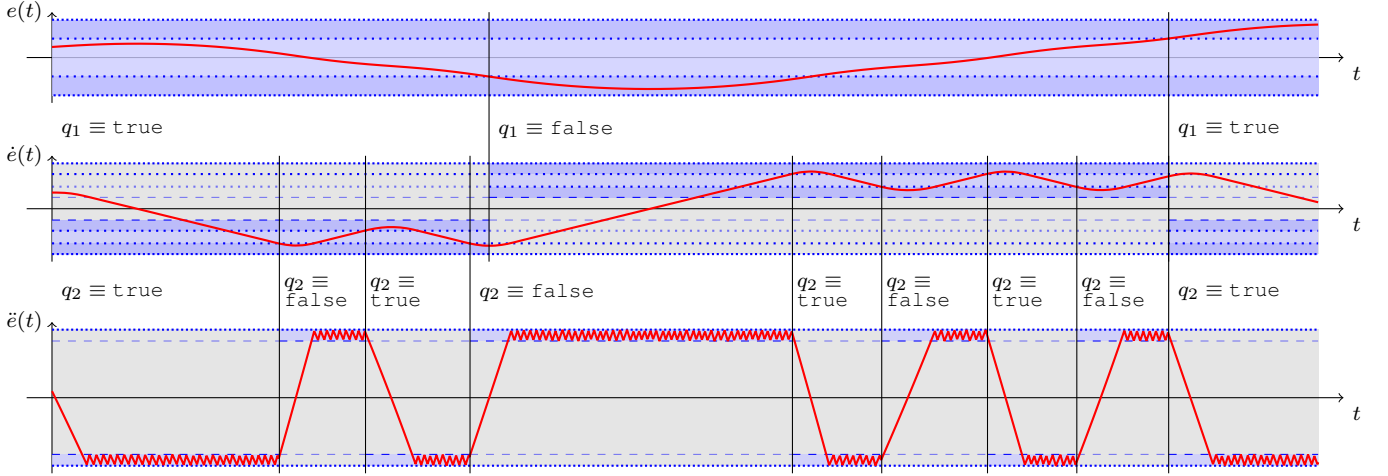 e(t)
t
q₁ ≡ true
q₁ ≡ false
q₁ ≡ true
ė(t)
t
q₂ ≡ true
q₂ ≡
false
q₂ ≡
true
q₂ ≡ false
q₂ ≡
true
q₂ ≡
false
q₂ ≡
true
q₂ ≡
false
q₂ ≡ true
ë(t)
t